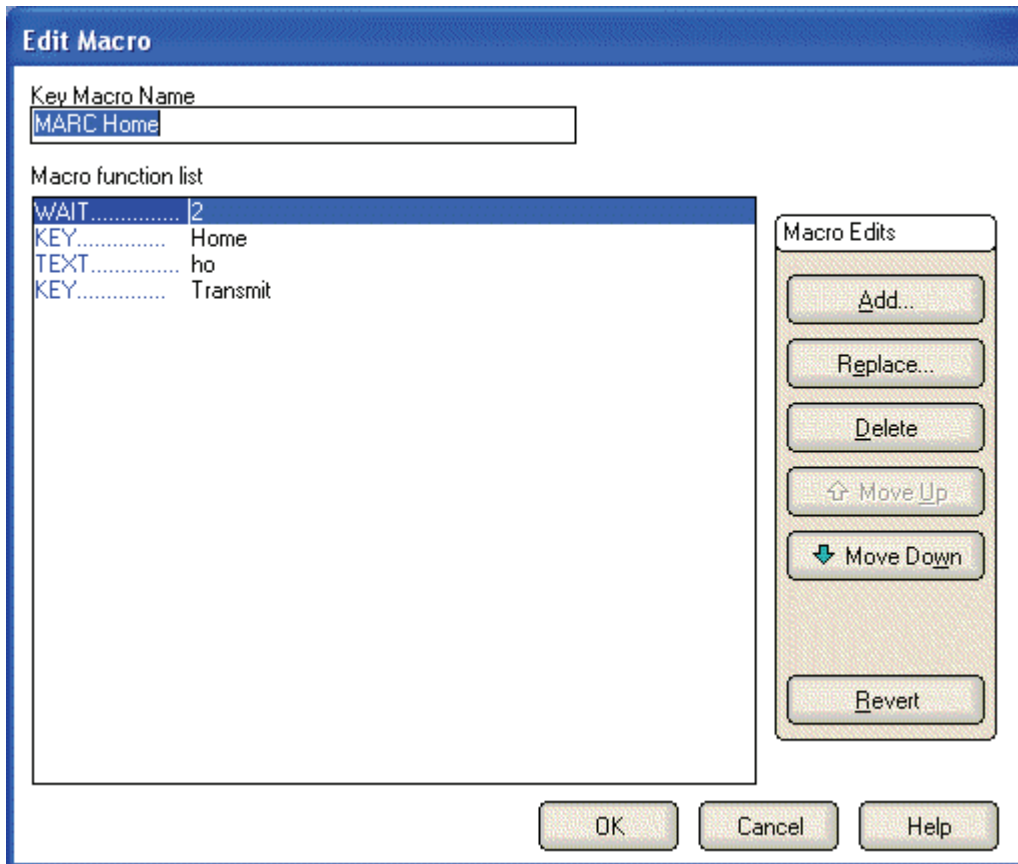 Edit Macro
Key Macro Name
MARC Home
Macro function list
WAIT............... 2
KEY............... Home
TEXT............... ho
KEY............... Transmit
Macro Edits
Add...
Replace...
Delete
Move Up
Move Down
Revert
OK Cancel Help